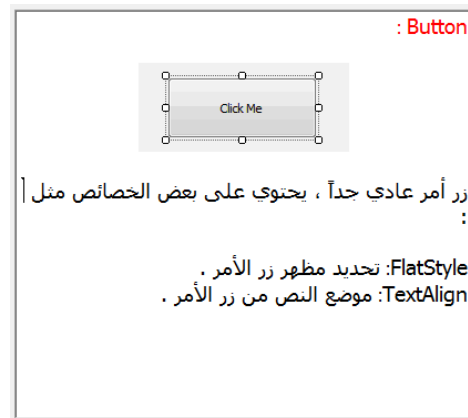 Button :
Click Me
زر أمر عادي جداً ، يحتوي على بعض الخصائص مثل
:
FlatStyle: تحديد مظهر زر الأمر .
TextAlign: موضع النص من زر الأمر .